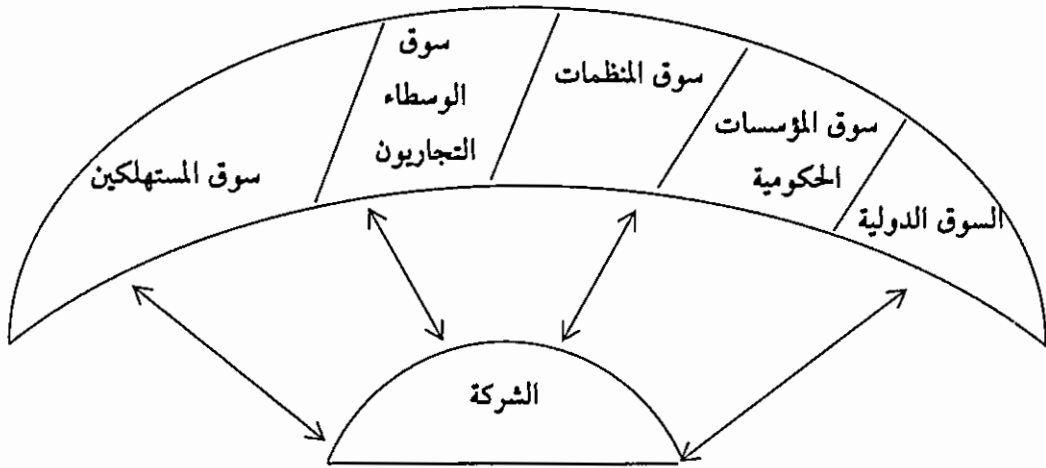 السوق الدولية
سوق المؤسسات
الحكومية
سوق المنظمات
سوق
الوسطاء
التجاريون
سوق المستهلكين
الشركة